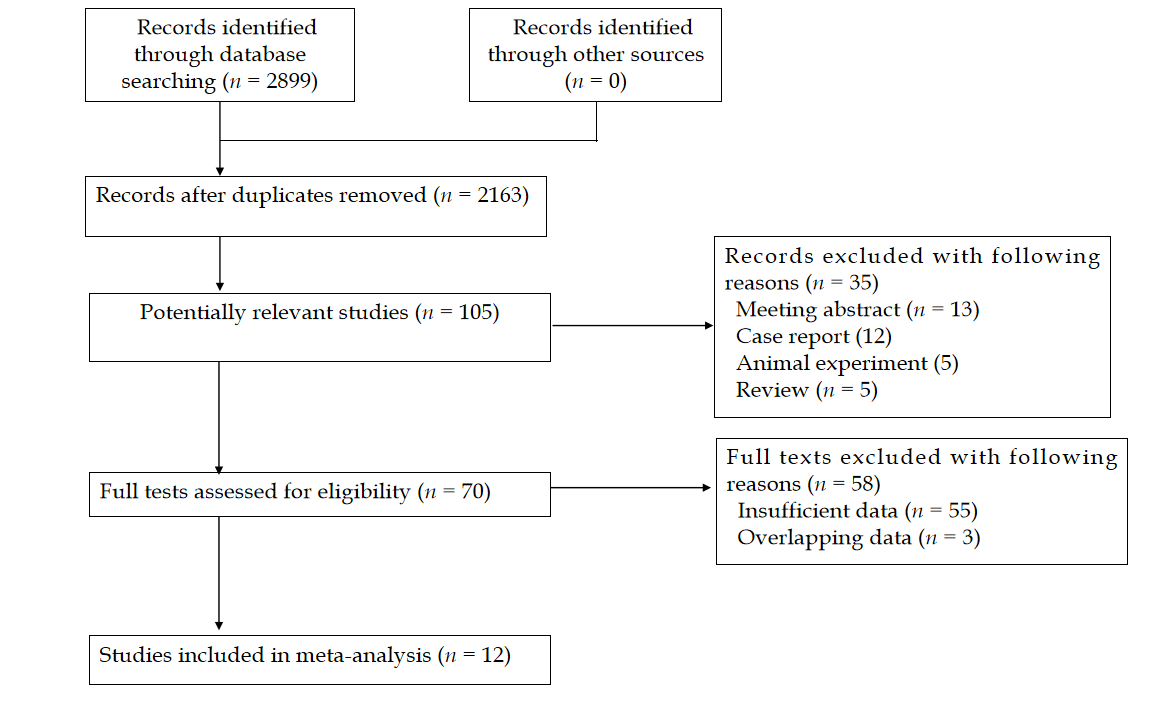 Records identified
through database
searching (n = 2899)
Records identified
through other sources
(n = 0)
Records after duplicates removed (n = 2163)
Potentially relevant studies (n = 105)
Records excluded with following
reasons (n = 35)
Meeting abstract (n = 13)
Case report (12)
Animal experiment (5)
Review (n = 5)
Full tests assessed for eligibility (n = 70)
Full texts excluded with following
reasons (n = 58)
Insufficient data (n = 55)
Overlapping data (n = 3)
Studies included in meta-analysis (n = 12)